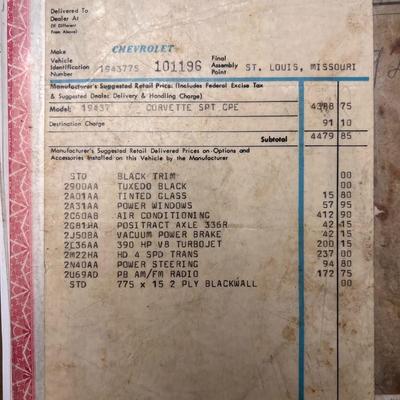 Delivered To
Dealer At
(If Different
From Above)
Make CHEVROLET
Vehicle Identification Number 194377S 101196 Final Assembly Point ST. LOUIS, MISSOURI
Manufacturer's Suggested Retail Price: (Includes Federal Excise Tax
& Suggested Dealer Delivery & Handling Charge)
Model: 19437 CORVETTE SPT CPE 4388 75
Destination Charge 91 10
Subtotal 4479 85
Manufacturer's Suggested Retail Delivered Prices on Options and
Accessories Installed on this Vehicle by the Manufacturer
STD BLACK TRIM 00
2900AA TUXEDO BLACK 00
2A01AA TINTED GLASS 15 80
2A31AA POWER WINDOWS 57 95
2C60AB AIR CONDITIONING 412 90
2G81HA POSITRACT AXLE 336R 42 15
2J50BA VACUUM POWER BRAKE 42 15
2L36AA 390 HP V8 TURBOJET 200 15
2M22HA HD 4 SPD TRANS 237 00
2N40AA POWER STEERING 94 80
2U69AD PB AM/FM RADIO 172 75
STD 775 x 15 2 PLY BLACKWALL 00